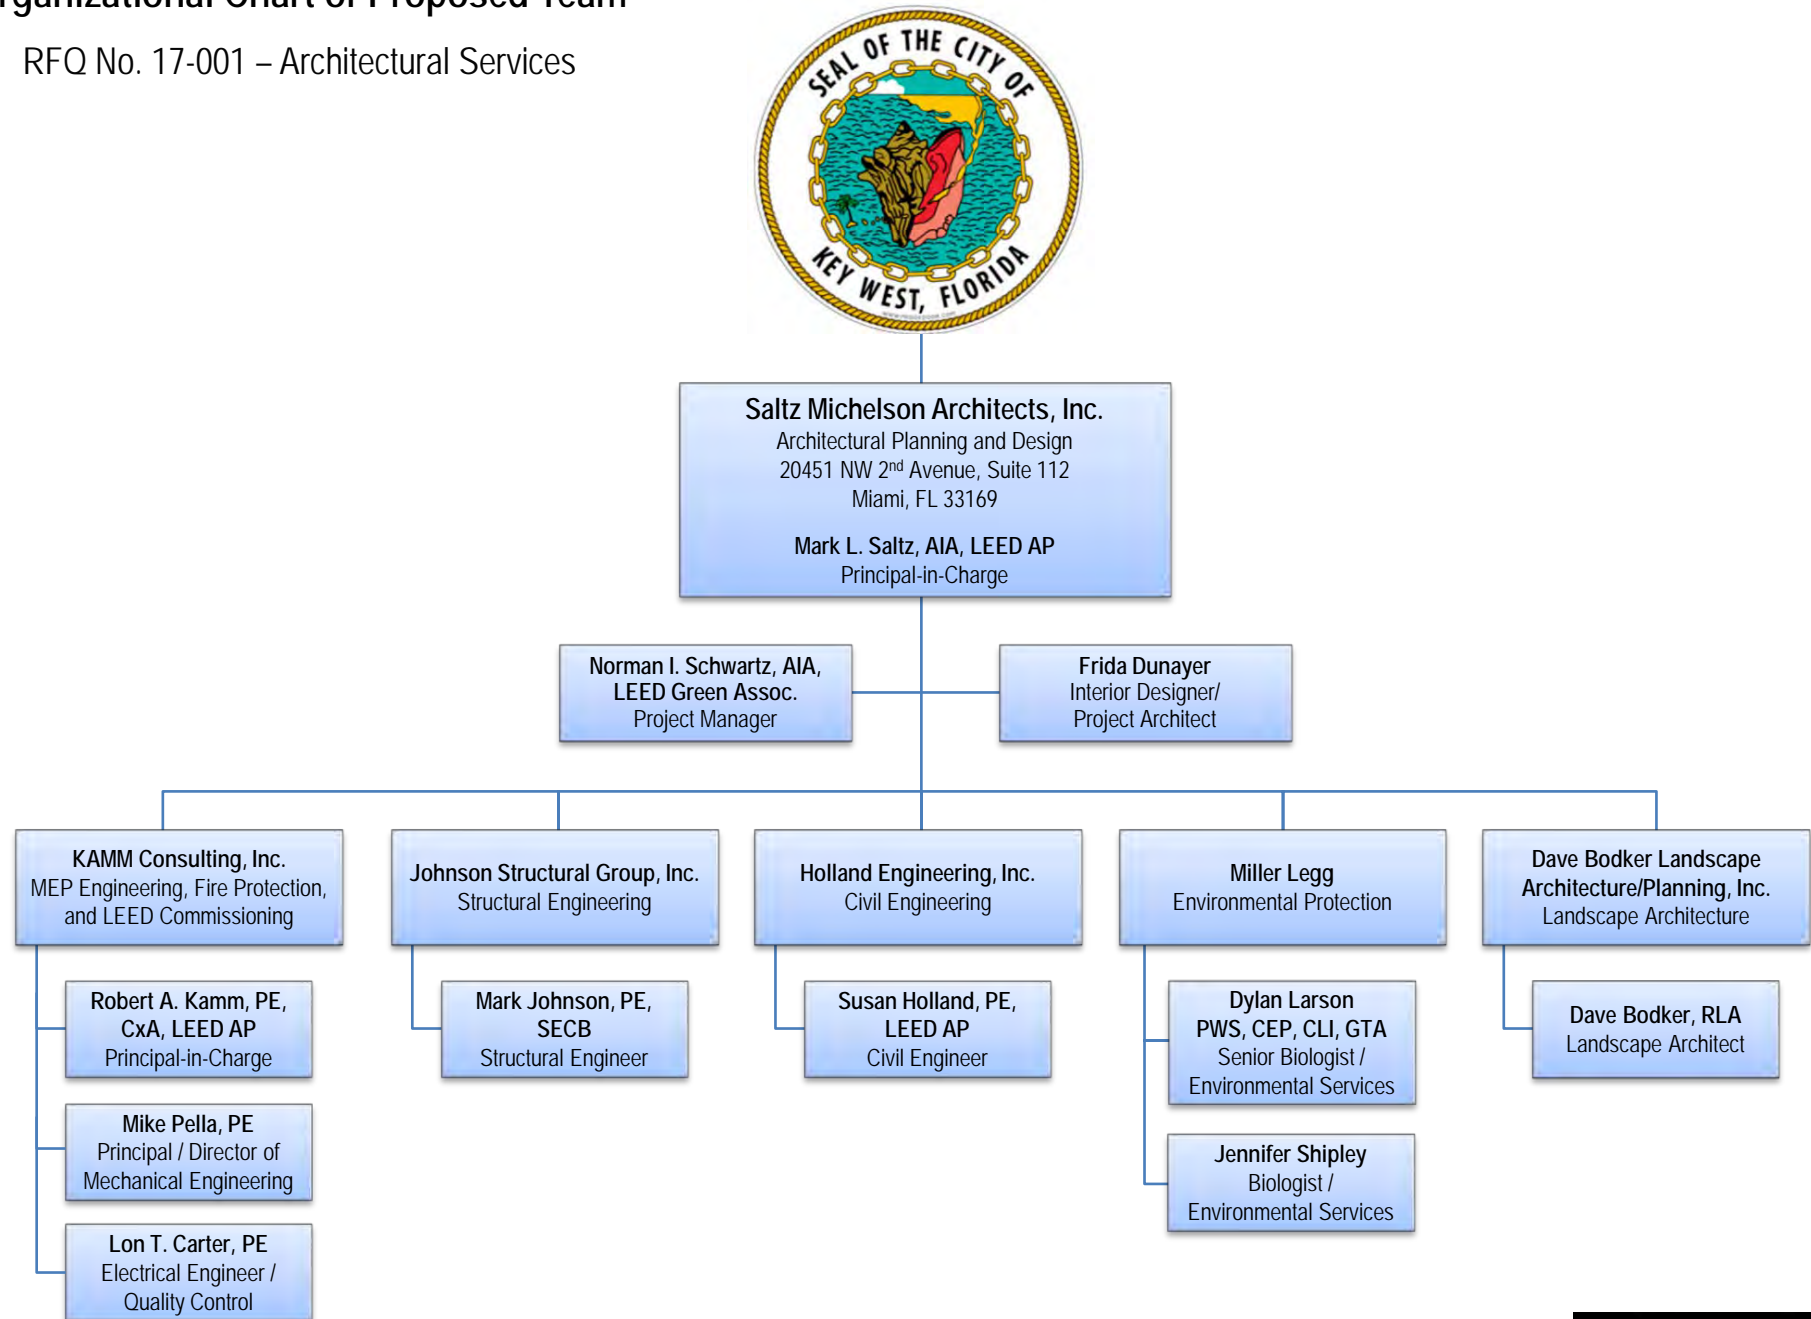 rganizational Chart of Proposed Team
RFQ No. 17-001 – Architectural Services
SEAL OF THE CITY OF
KEY WEST, FLORIDA
Saltz Michelson Architects, Inc.
Architectural Planning and Design
20451 NW 2nd Avenue, Suite 112
Miami, FL 33169
Mark L. Saltz, AIA, LEED AP
Principal-in-Charge
Norman I. Schwartz, AIA,
LEED Green Assoc.
Project Manager
Frida Dunayer
Interior Designer/
Project Architect
KAMM Consulting, Inc.
MEP Engineering, Fire Protection,
and LEED Commissioning
Johnson Structural Group, Inc.
Structural Engineering
Holland Engineering, Inc.
Civil Engineering
Miller Legg
Environmental Protection
Dave Bodker Landscape
Architecture/Planning, Inc.
Landscape Architecture
Robert A. Kamm, PE,
CxA, LEED AP
Principal-in-Charge
Mark Johnson, PE,
SECB
Structural Engineer
Susan Holland, PE,
LEED AP
Civil Engineer
Dylan Larson
PWS, CEP, CLI, GTA
Senior Biologist /
Environmental Services
Dave Bodker, RLA
Landscape Architect
Mike Pella, PE
Principal / Director of
Mechanical Engineering
Jennifer Shipley
Biologist /
Environmental Services
Lon T. Carter, PE
Electrical Engineer /
Quality Control